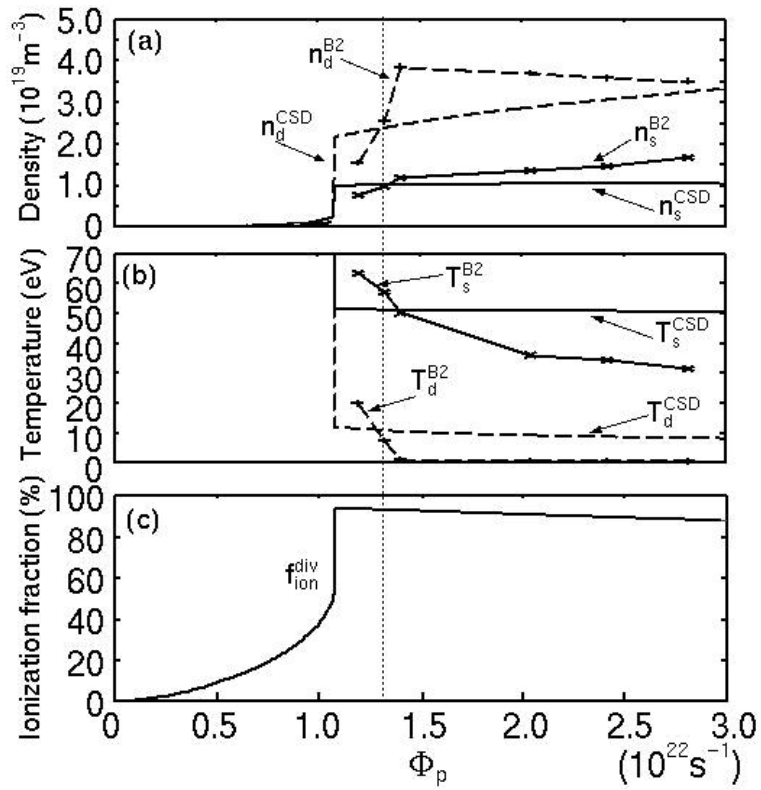 (a)
Density (10^19 m^-3)
5.0
4.0
3.0
2.0
1.0
0
n_d^B2
n_d^CSD
n_s^B2
n_s^CSD
(b)
Temperature (eV)
70
60
50
40
30
20
10
0
T_s^B2
T_s^CSD
T_d^B2
T_d^CSD
(c)
Ionization fraction (%)
100
80
60
40
20
0
f_ion^div
0 0.5 1.0 1.5 2.0 2.5 3.0
Φ_p (10^22 s^-1)